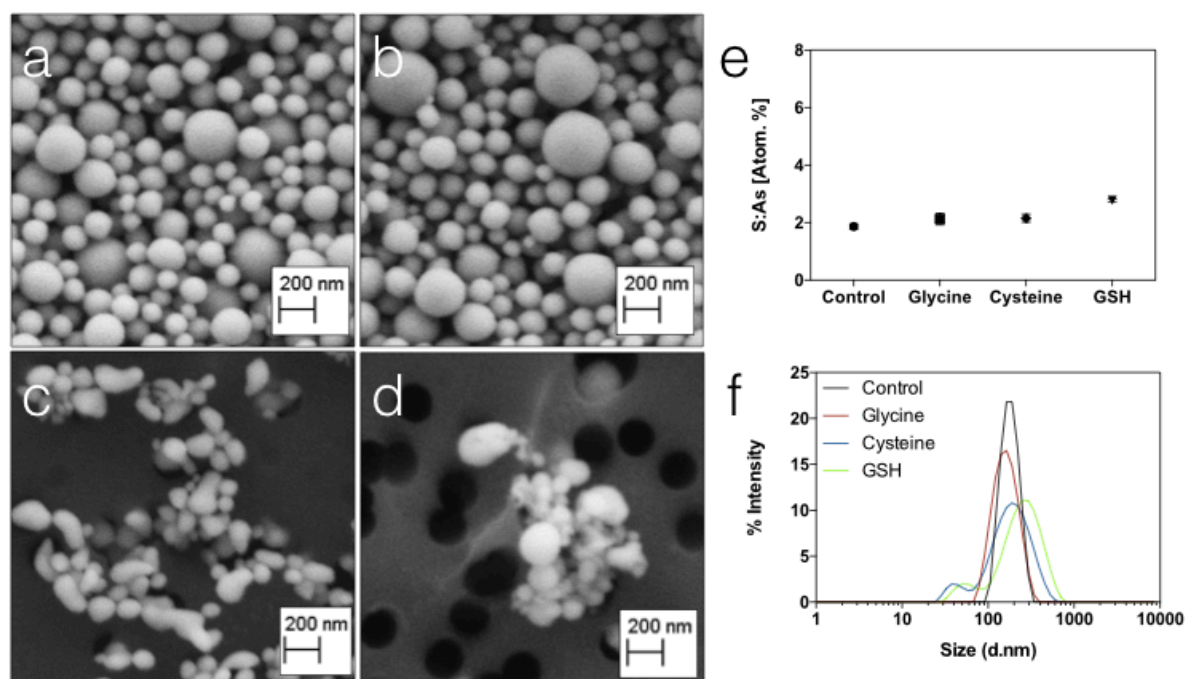 a
200 nm
b
200 nm
c
200 nm
d
200 nm
e
S:As [Atom. %]
8
6
4
2
0
Control Glycine Cysteine GSH
f
% Intensity
25
20
15
10
5
0
Control
Glycine
Cysteine
GSH
1 10 100 1000 10000
Size (d.nm)